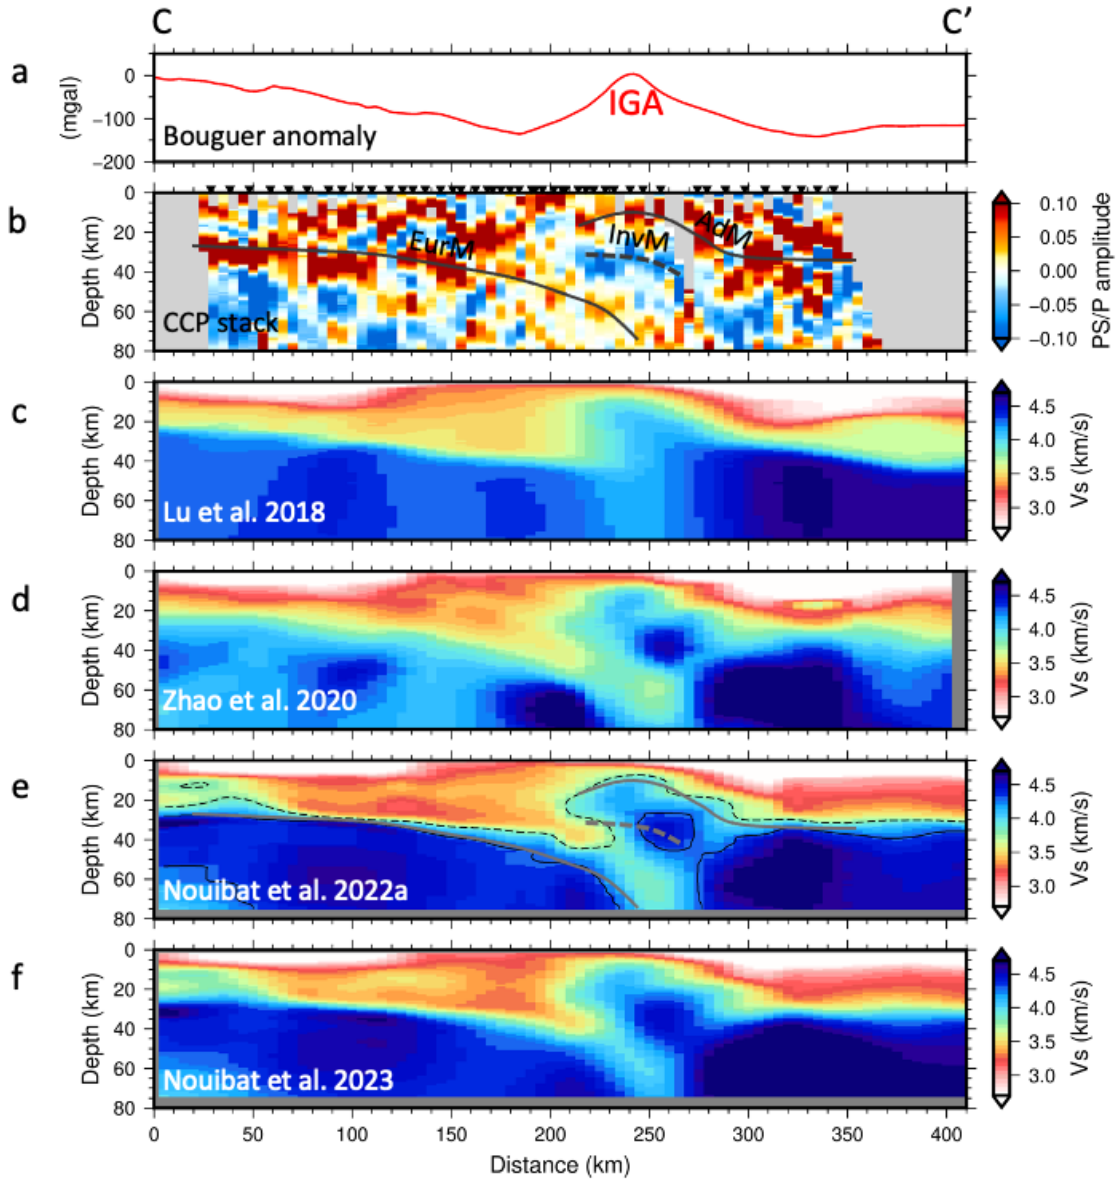 C C’
a
0
−100
−200
(mgal)
IGA
Bouguer anomaly
b
0
20
40
60
80
Depth (km)
EurM
InvM
AdM
CCP stack
0.10
0.05
0.00
−0.05
−0.10
PS/P amplitude
c
0
20
40
60
80
Depth (km)
Lu et al. 2018
4.5
4.0
3.5
3.0
Vs (km/s)
d
0
20
40
60
80
Depth (km)
Zhao et al. 2020
4.5
4.0
3.5
3.0
Vs (km/s)
e
0
20
40
60
80
Depth (km)
Nouibat et al. 2022a
4.5
4.0
3.5
3.0
Vs (km/s)
f
0
20
40
60
80
Depth (km)
Nouibat et al. 2023
4.5
4.0
3.5
3.0
Vs (km/s)
0 50 100 150 200 250 300 350 400
Distance (km)